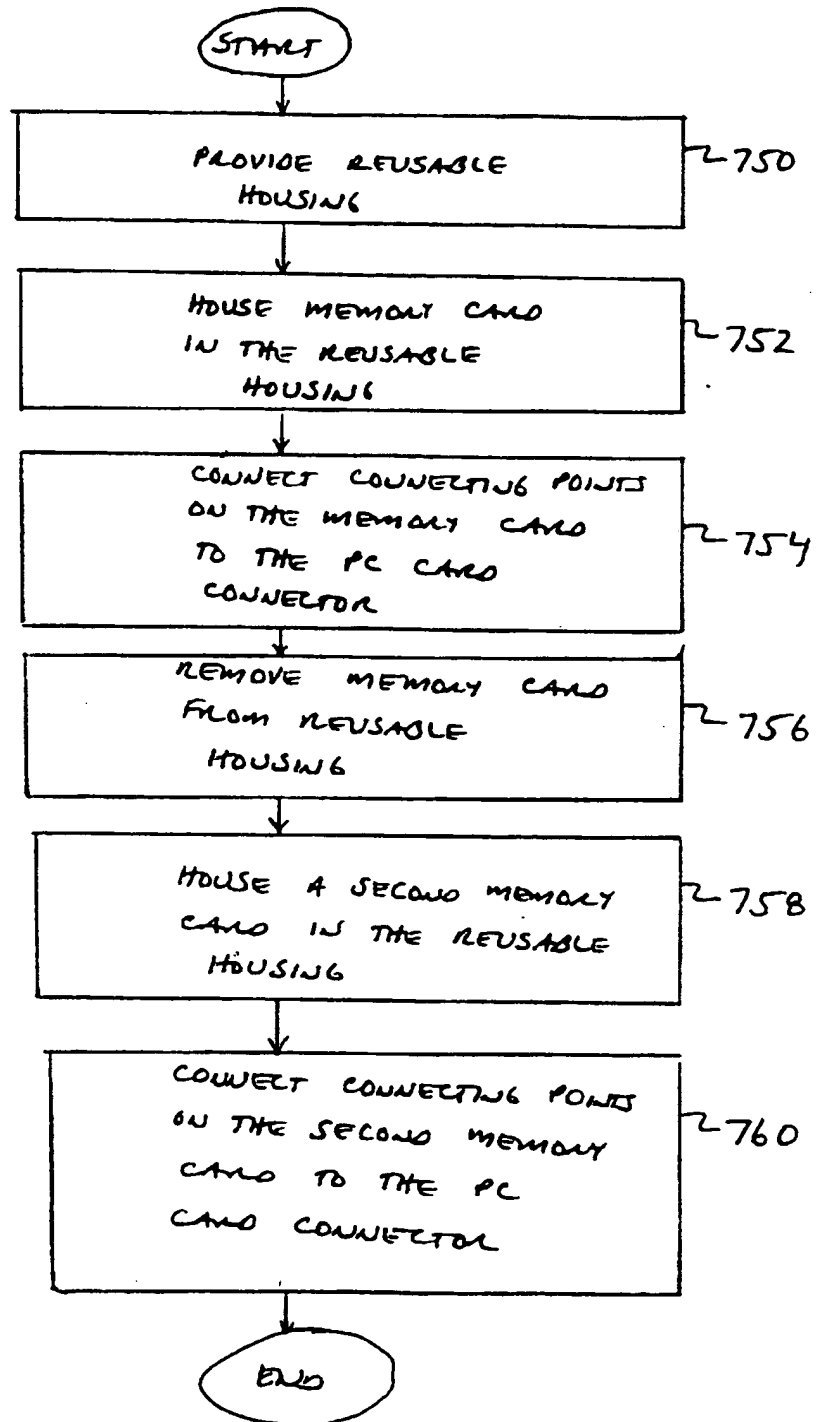 START
PROVIDE REUSABLE
HOUSING
750
HOUSE MEMORY CARD
IN THE REUSABLE
HOUSING
752
CONNECT CONNECTING POINTS
ON THE MEMORY CARD
TO THE PC CARD
CONNECTOR
754
REMOVE MEMORY CARD
FROM REUSABLE
HOUSING
756
HOUSE A SECOND MEMORY
CARD IN THE REUSABLE
HOUSING
758
CONNECT CONNECTING POINTS
ON THE SECOND MEMORY
CARD TO THE PC
CARD CONNECTOR
760
END